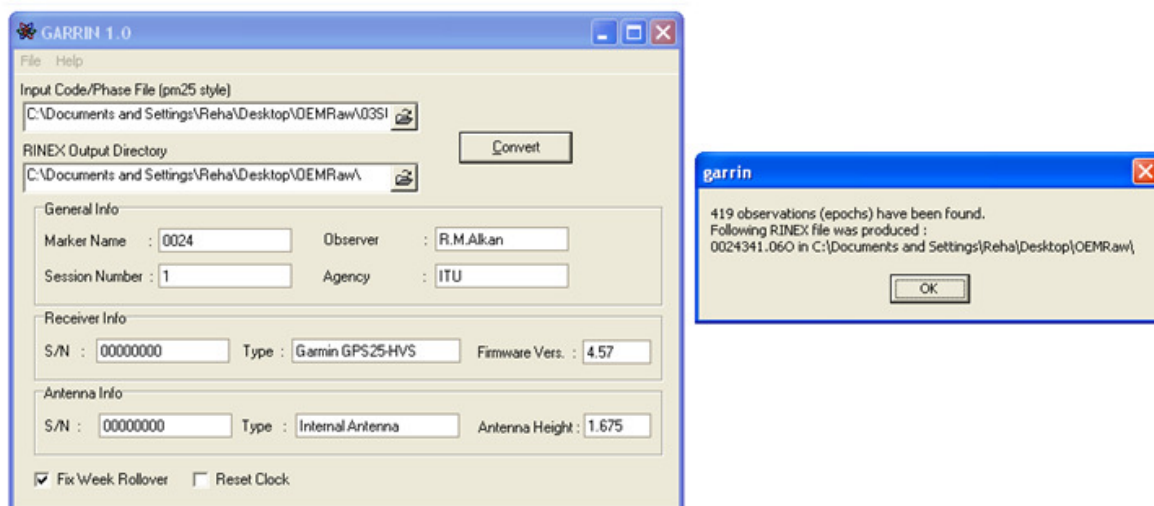 GARRIN 1.0
File Help
Input Code/Phase File (pm25 style)
C:\Documents and Settings\Reha\Desktop\OEMRaw\03SI
Convert
RINEX Output Directory
C:\Documents and Settings\Reha\Desktop\OEMRaw\
General Info
Marker Name : 0024 Observer : R.M.Alkan
Session Number : 1 Agency : ITU
Receiver Info
S/N : 00000000 Type : Garmin GPS25-HVS Firmware Vers. : 4.57
Antenna Info
S/N : 00000000 Type : Internal Antenna Antenna Height : 1.675
Fix Week Rollover Reset Clock
garrin
419 observations (epochs) have been found.
Following RINEX file was produced :
0024341.06O in C:\Documents and Settings\Reha\Desktop\OEMRaw\
OK